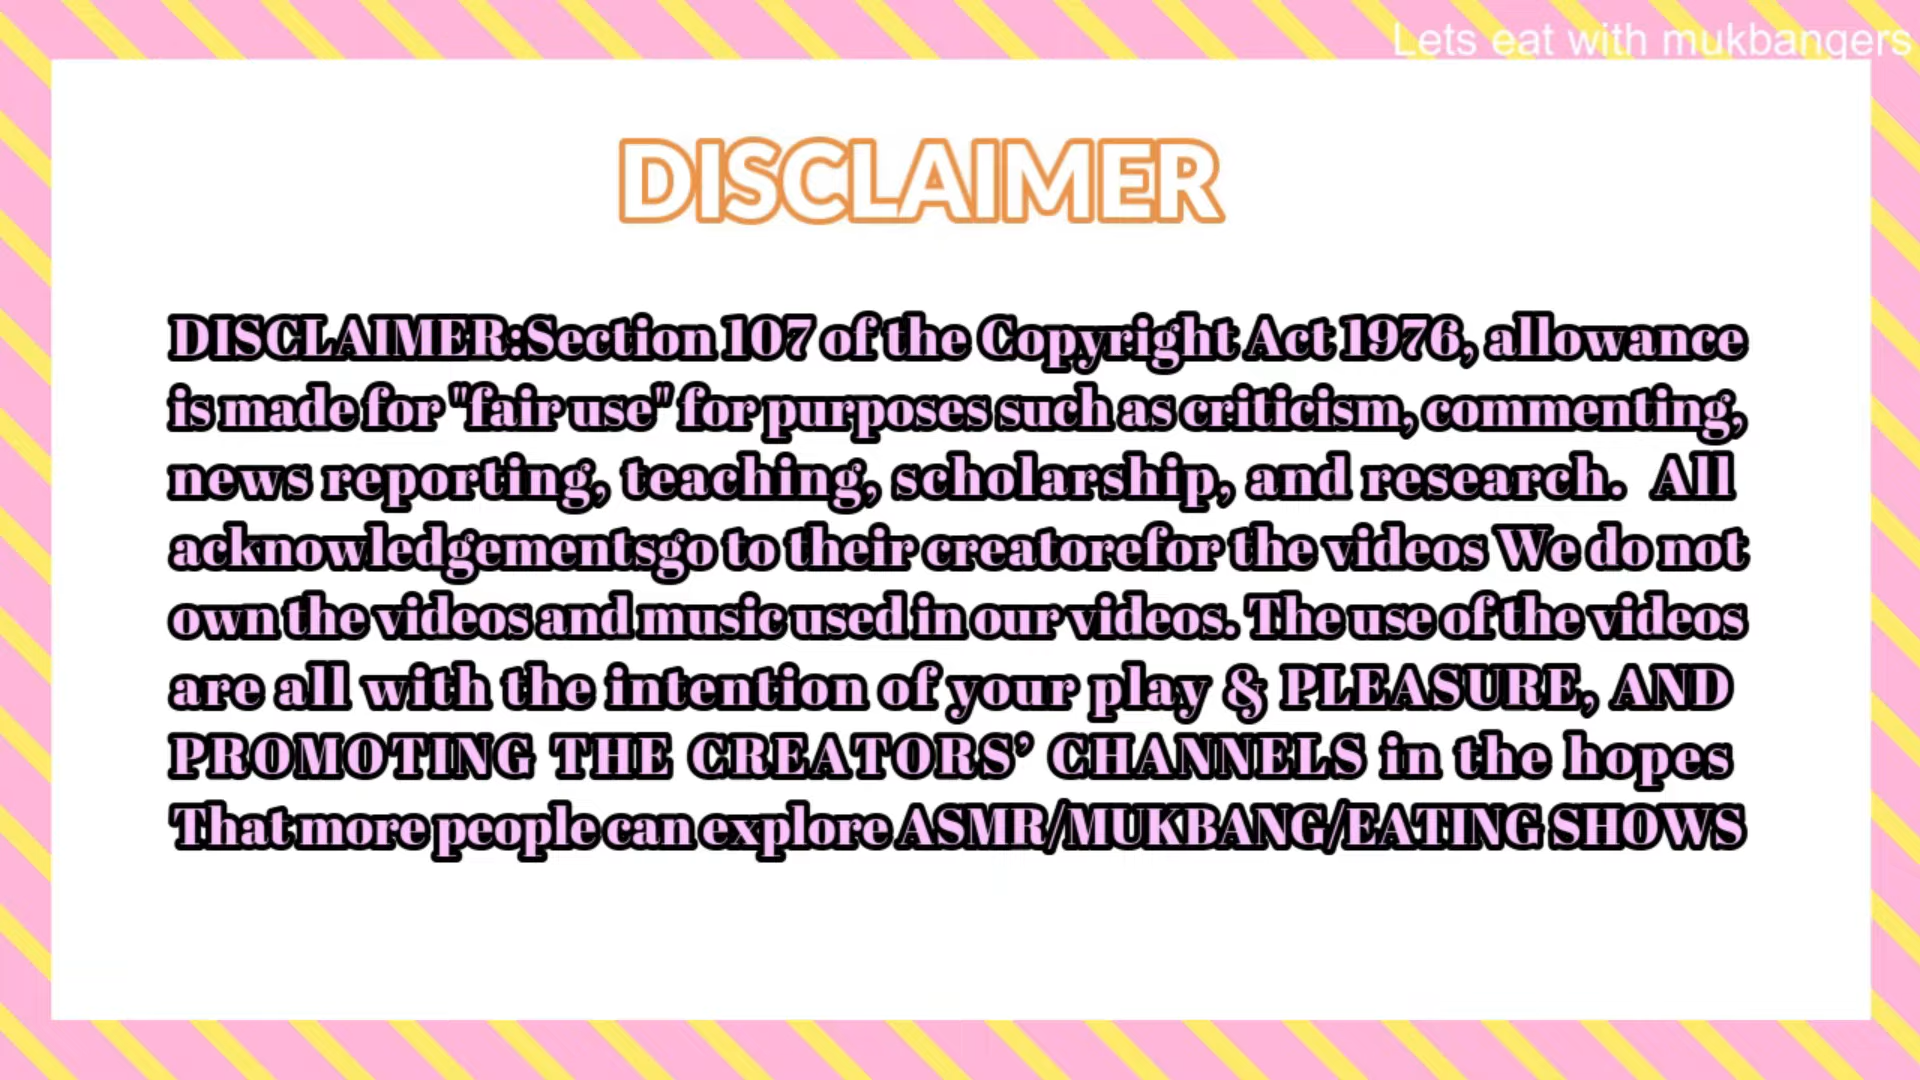 Lets eat with mukbangers
DISCLAIMER
DISCLAIMER:Section 107 of the Copyright Act 1976, allowance
is made for "fair use" for purposes such as criticism, commenting,
news reporting, teaching, scholarship, and research. All
acknowledgementsgo to their creatorefor the videos We do not
own the videos and music used in our videos. The use of the videos
are all with the intention of your play & PLEASURE, AND
PROMOTING THE CREATORS’ CHANNELS in the hopes
That more people can explore ASMR/MUKBANG/EATING SHOWS